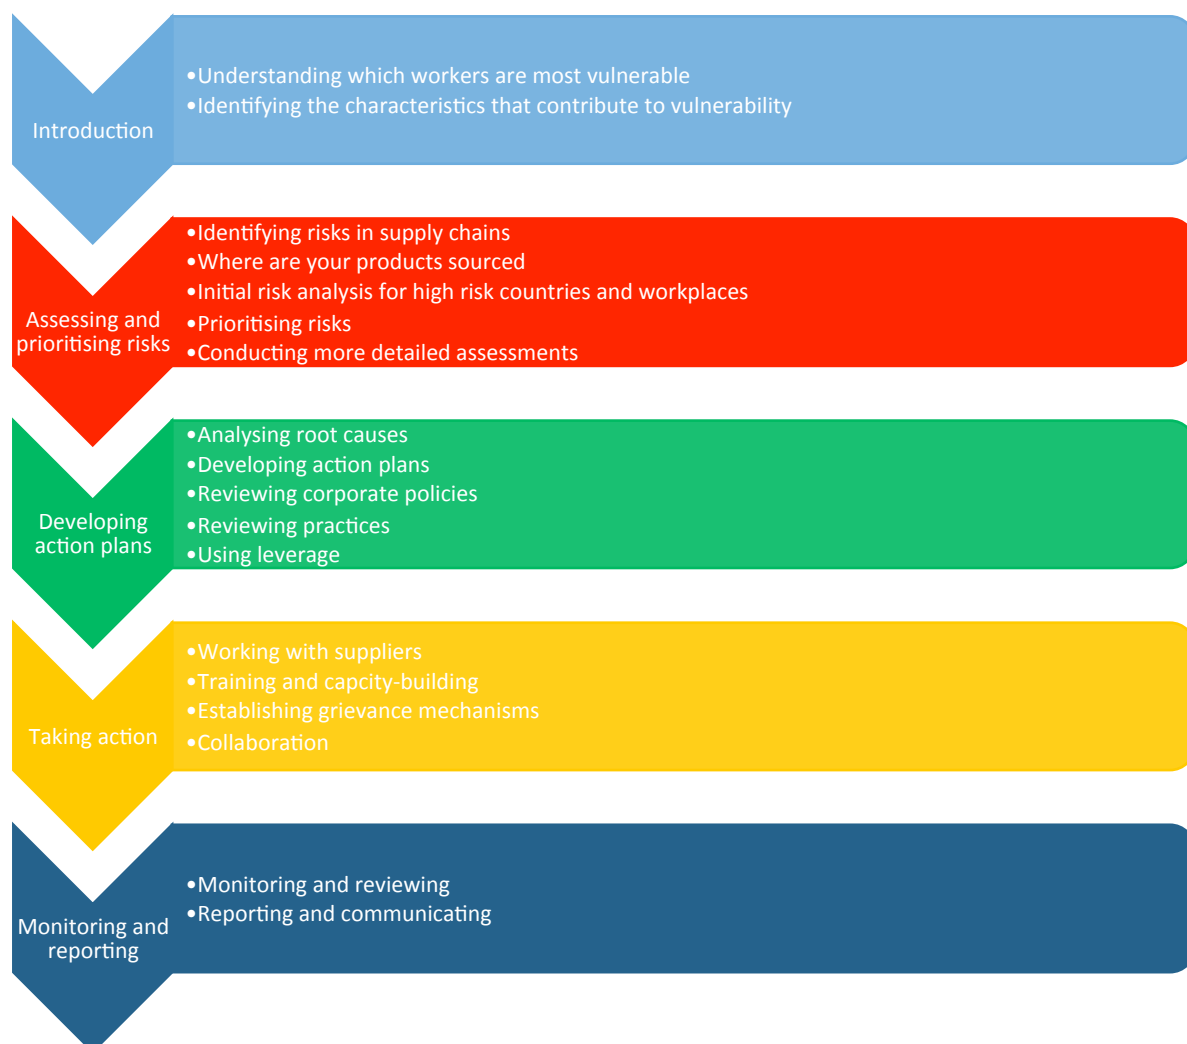 Introduction
•Understanding which workers are most vulnerable
•Identifying the characteristics that contribute to vulnerability
Assessing and
prioritising risks
•Identifying risks in supply chains
•Where are your products sourced
•Initial risk analysis for high risk countries and workplaces
•Prioritising risks
•Conducting more detailed assessments
Developing
action plans
•Analysing root causes
•Developing action plans
•Reviewing corporate policies
•Reviewing practices
•Using leverage
Taking action
•Working with suppliers
•Training and capcity-building
•Establishing grievance mechanisms
•Collaboration
Monitoring and
reporting
•Monitoring and reviewing
•Reporting and communicating